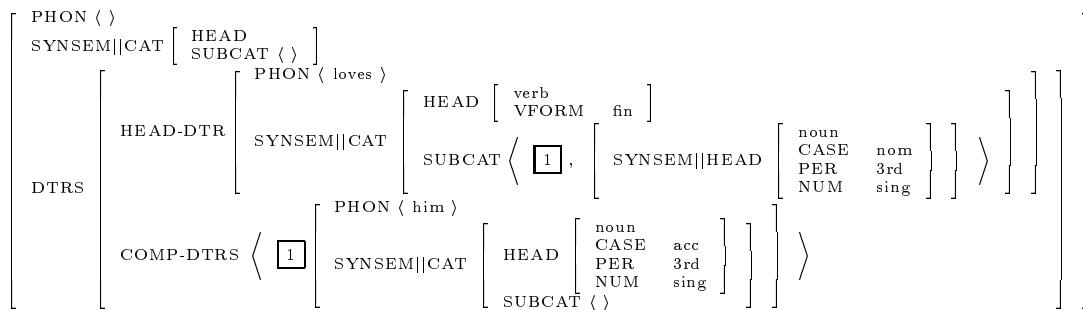 PHON ⟨ ⟩
SYNSEM||CAT [ HEAD
SUBCAT ⟨ ⟩ ]
DTRS
HEAD-DTR
PHON ⟨ loves ⟩
SYNSEM||CAT
HEAD [ verb
VFORM fin ]
SUBCAT ⟨ 1 , [ SYNSEM||HEAD [ noun
CASE nom
PER 3rd
NUM sing ] ] ⟩
COMP-DTRS ⟨ 1
PHON ⟨ him ⟩
SYNSEM||CAT
HEAD [ noun
CASE acc
PER 3rd
NUM sing ]
SUBCAT ⟨ ⟩
⟩